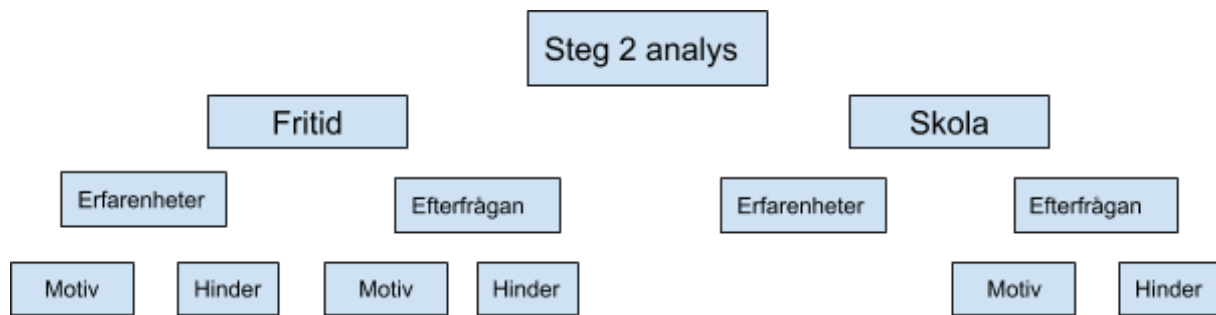 Steg 2 analys
Fritid
Skola
Erfarenheter
Efterfrågan
Erfarenheter
Efterfrågan
Motiv
Hinder
Motiv
Hinder
Motiv
Hinder